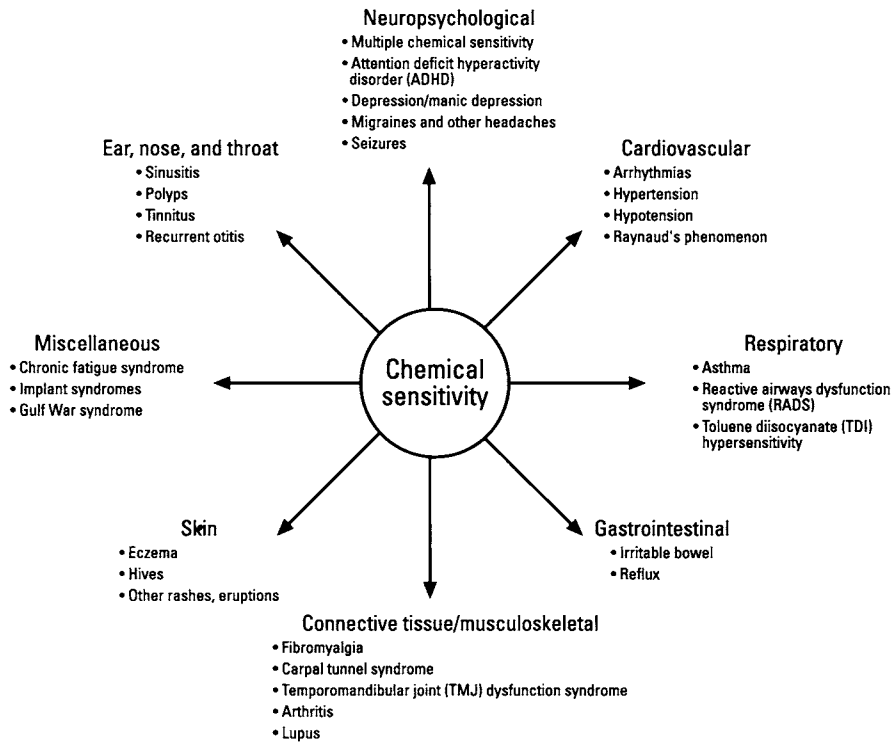 Neuropsychological
• Multiple chemical sensitivity
• Attention deficit hyperactivity
disorder (ADHD)
• Depression/manic depression
• Migraines and other headaches
• Seizures
Ear, nose, and throat
• Sinusitis
• Polyps
• Tinnitus
• Recurrent otitis
Cardiovascular
• Arrhythmias
• Hypertension
• Hypotension
• Raynaud's phenomenon
Miscellaneous
• Chronic fatigue syndrome
• Implant syndromes
• Gulf War syndrome
Chemical
sensitivity
Respiratory
• Asthma
• Reactive airways dysfunction
syndrome (RADS)
• Toluene diisocyanate (TDI)
hypersensitivity
Skin
• Eczema
• Hives
• Other rashes, eruptions
Gastrointestinal
• Irritable bowel
• Reflux
Connective tissue/musculoskeletal
• Fibromyalgia
• Carpal tunnel syndrome
• Temporomandibular joint (TMJ) dysfunction syndrome
• Arthritis
• Lupus